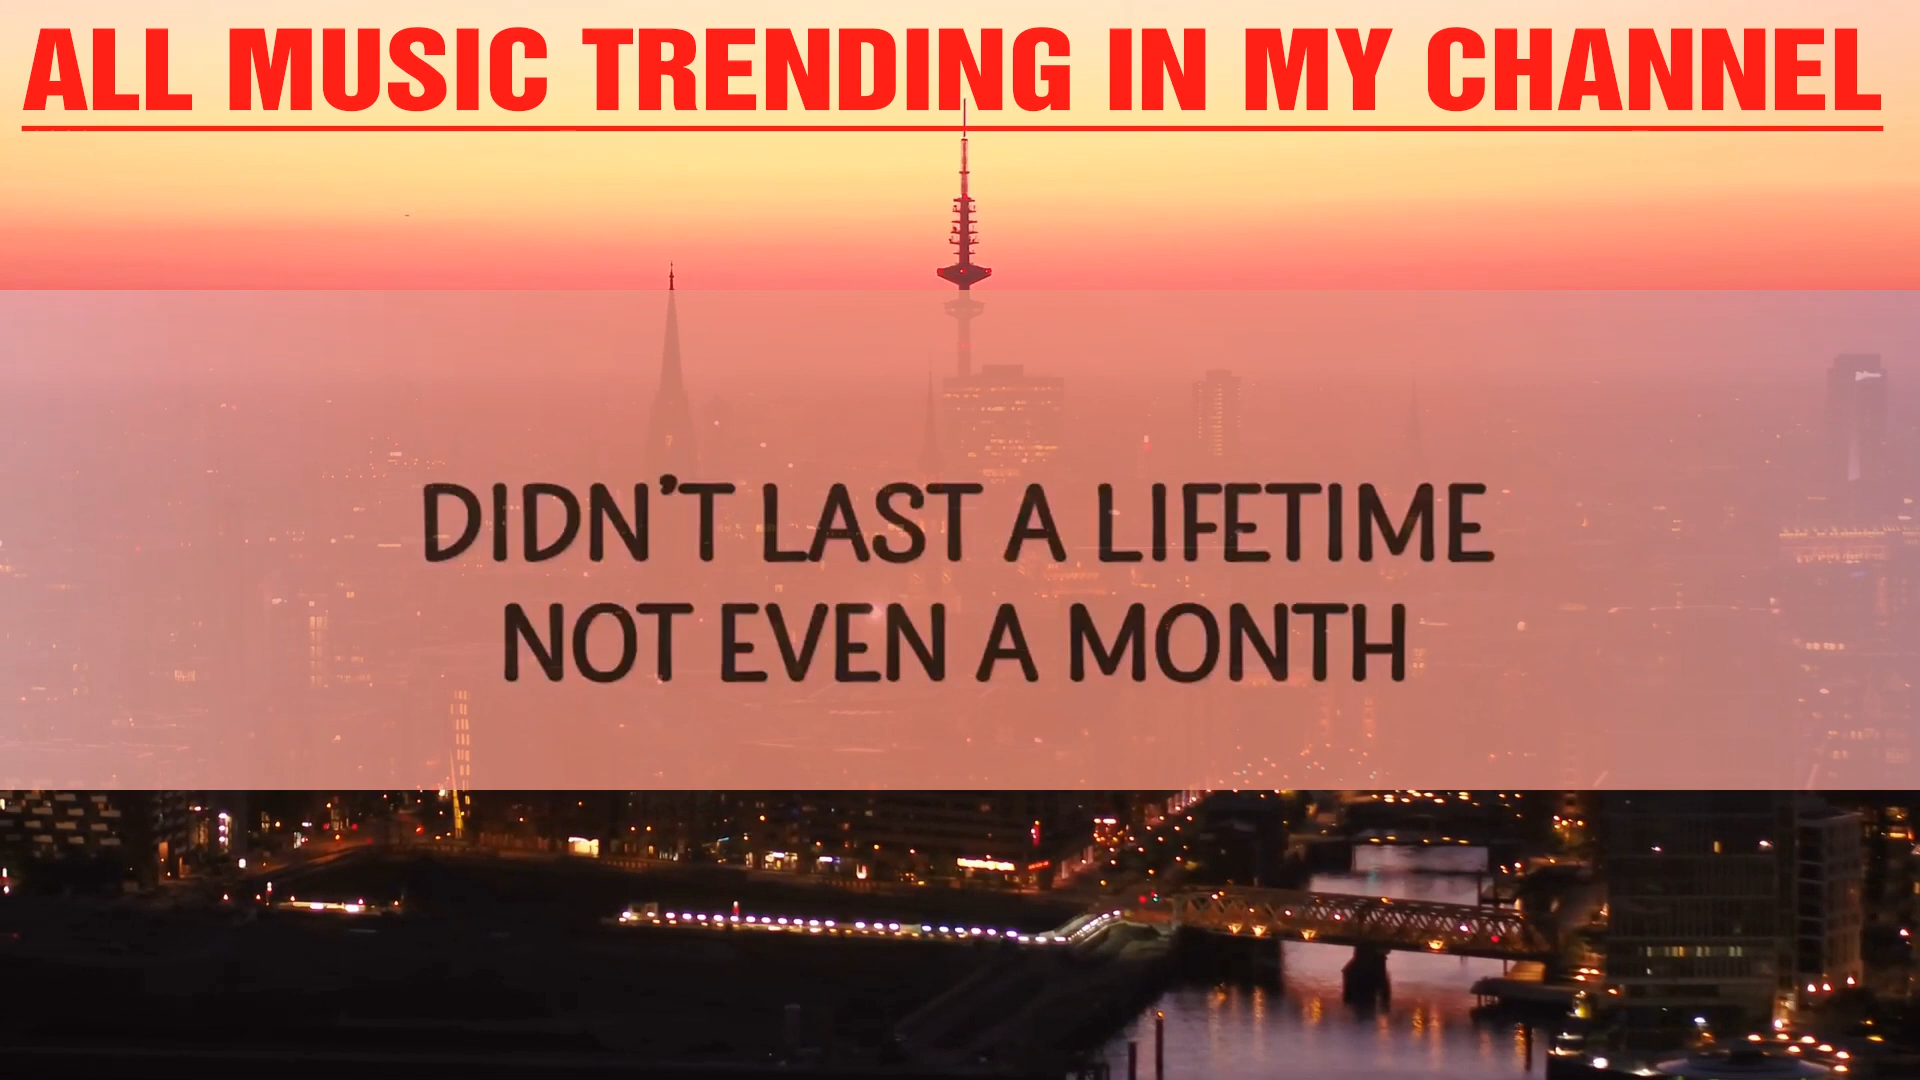 ALL MUSIC TRENDING IN MY CHANNEL
DIDN'T LAST A LIFETIME
NOT EVEN A MONTH